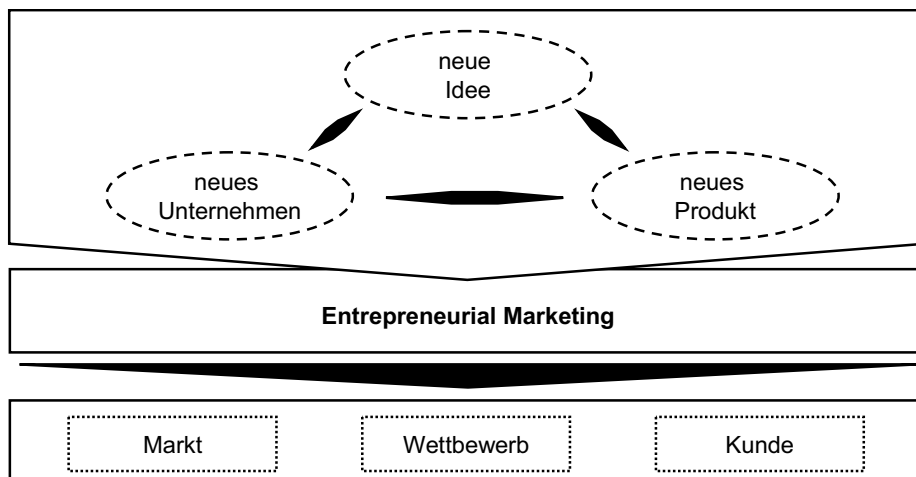 neue
Idee
neues
Unternehmen
neues
Produkt
Entrepreneurial Marketing
Markt
Wettbewerb
Kunde